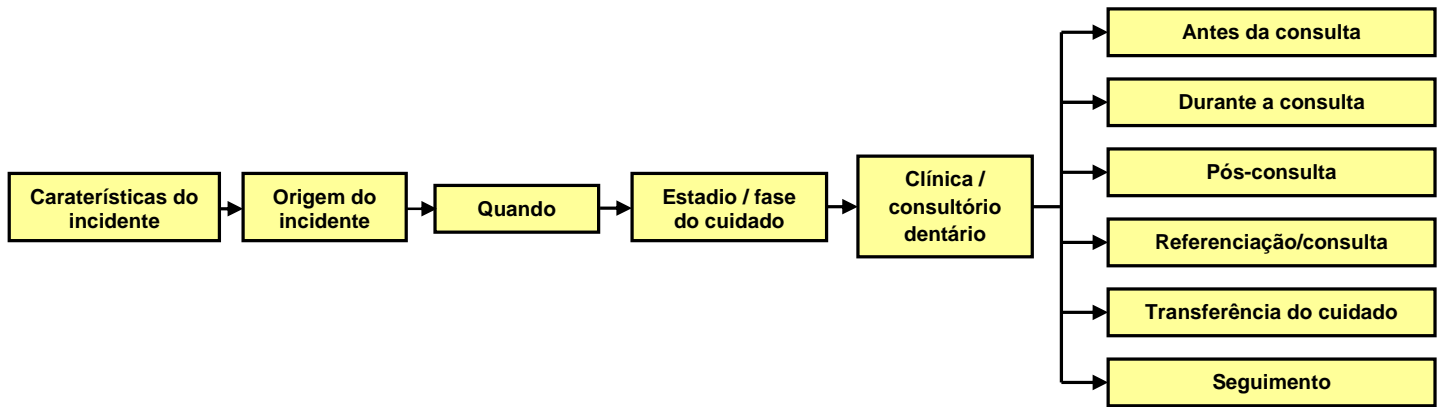 Caraterísticas do
incidente
Origem do
incidente
Quando
Estadio / fase
do cuidado
Clínica /
consultório
dentário
Antes da consulta
Durante a consulta
Pós-consulta
Referenciação/consulta
Transferência do cuidado
Seguimento